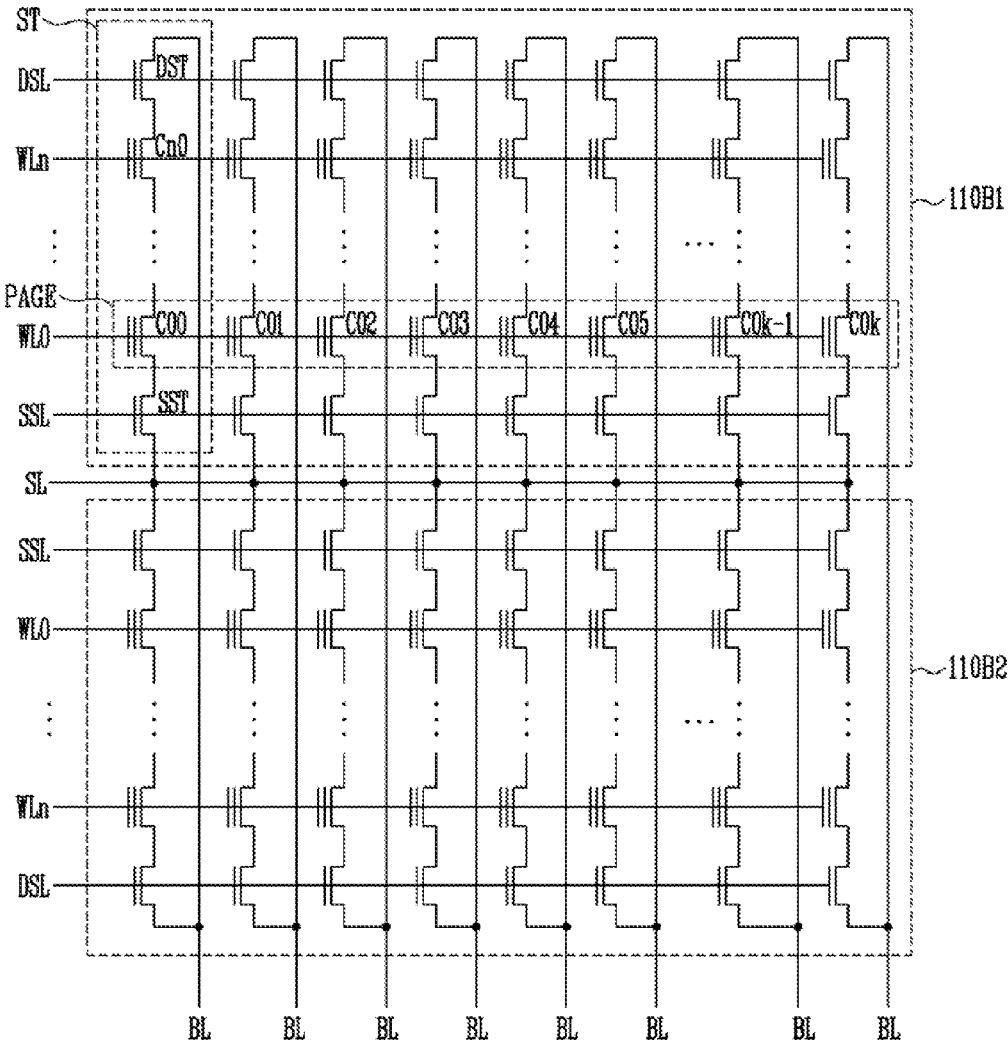 ST
DSL DST
WLn Cn0
110B1
PAGE
WL0 C00 C01 C02 C03 C04 C05 C0k-1 C0k
SSL SST
SL
SSL
WL0
110B2
WLn
DSL
BL BL BL BL BL BL BL BL